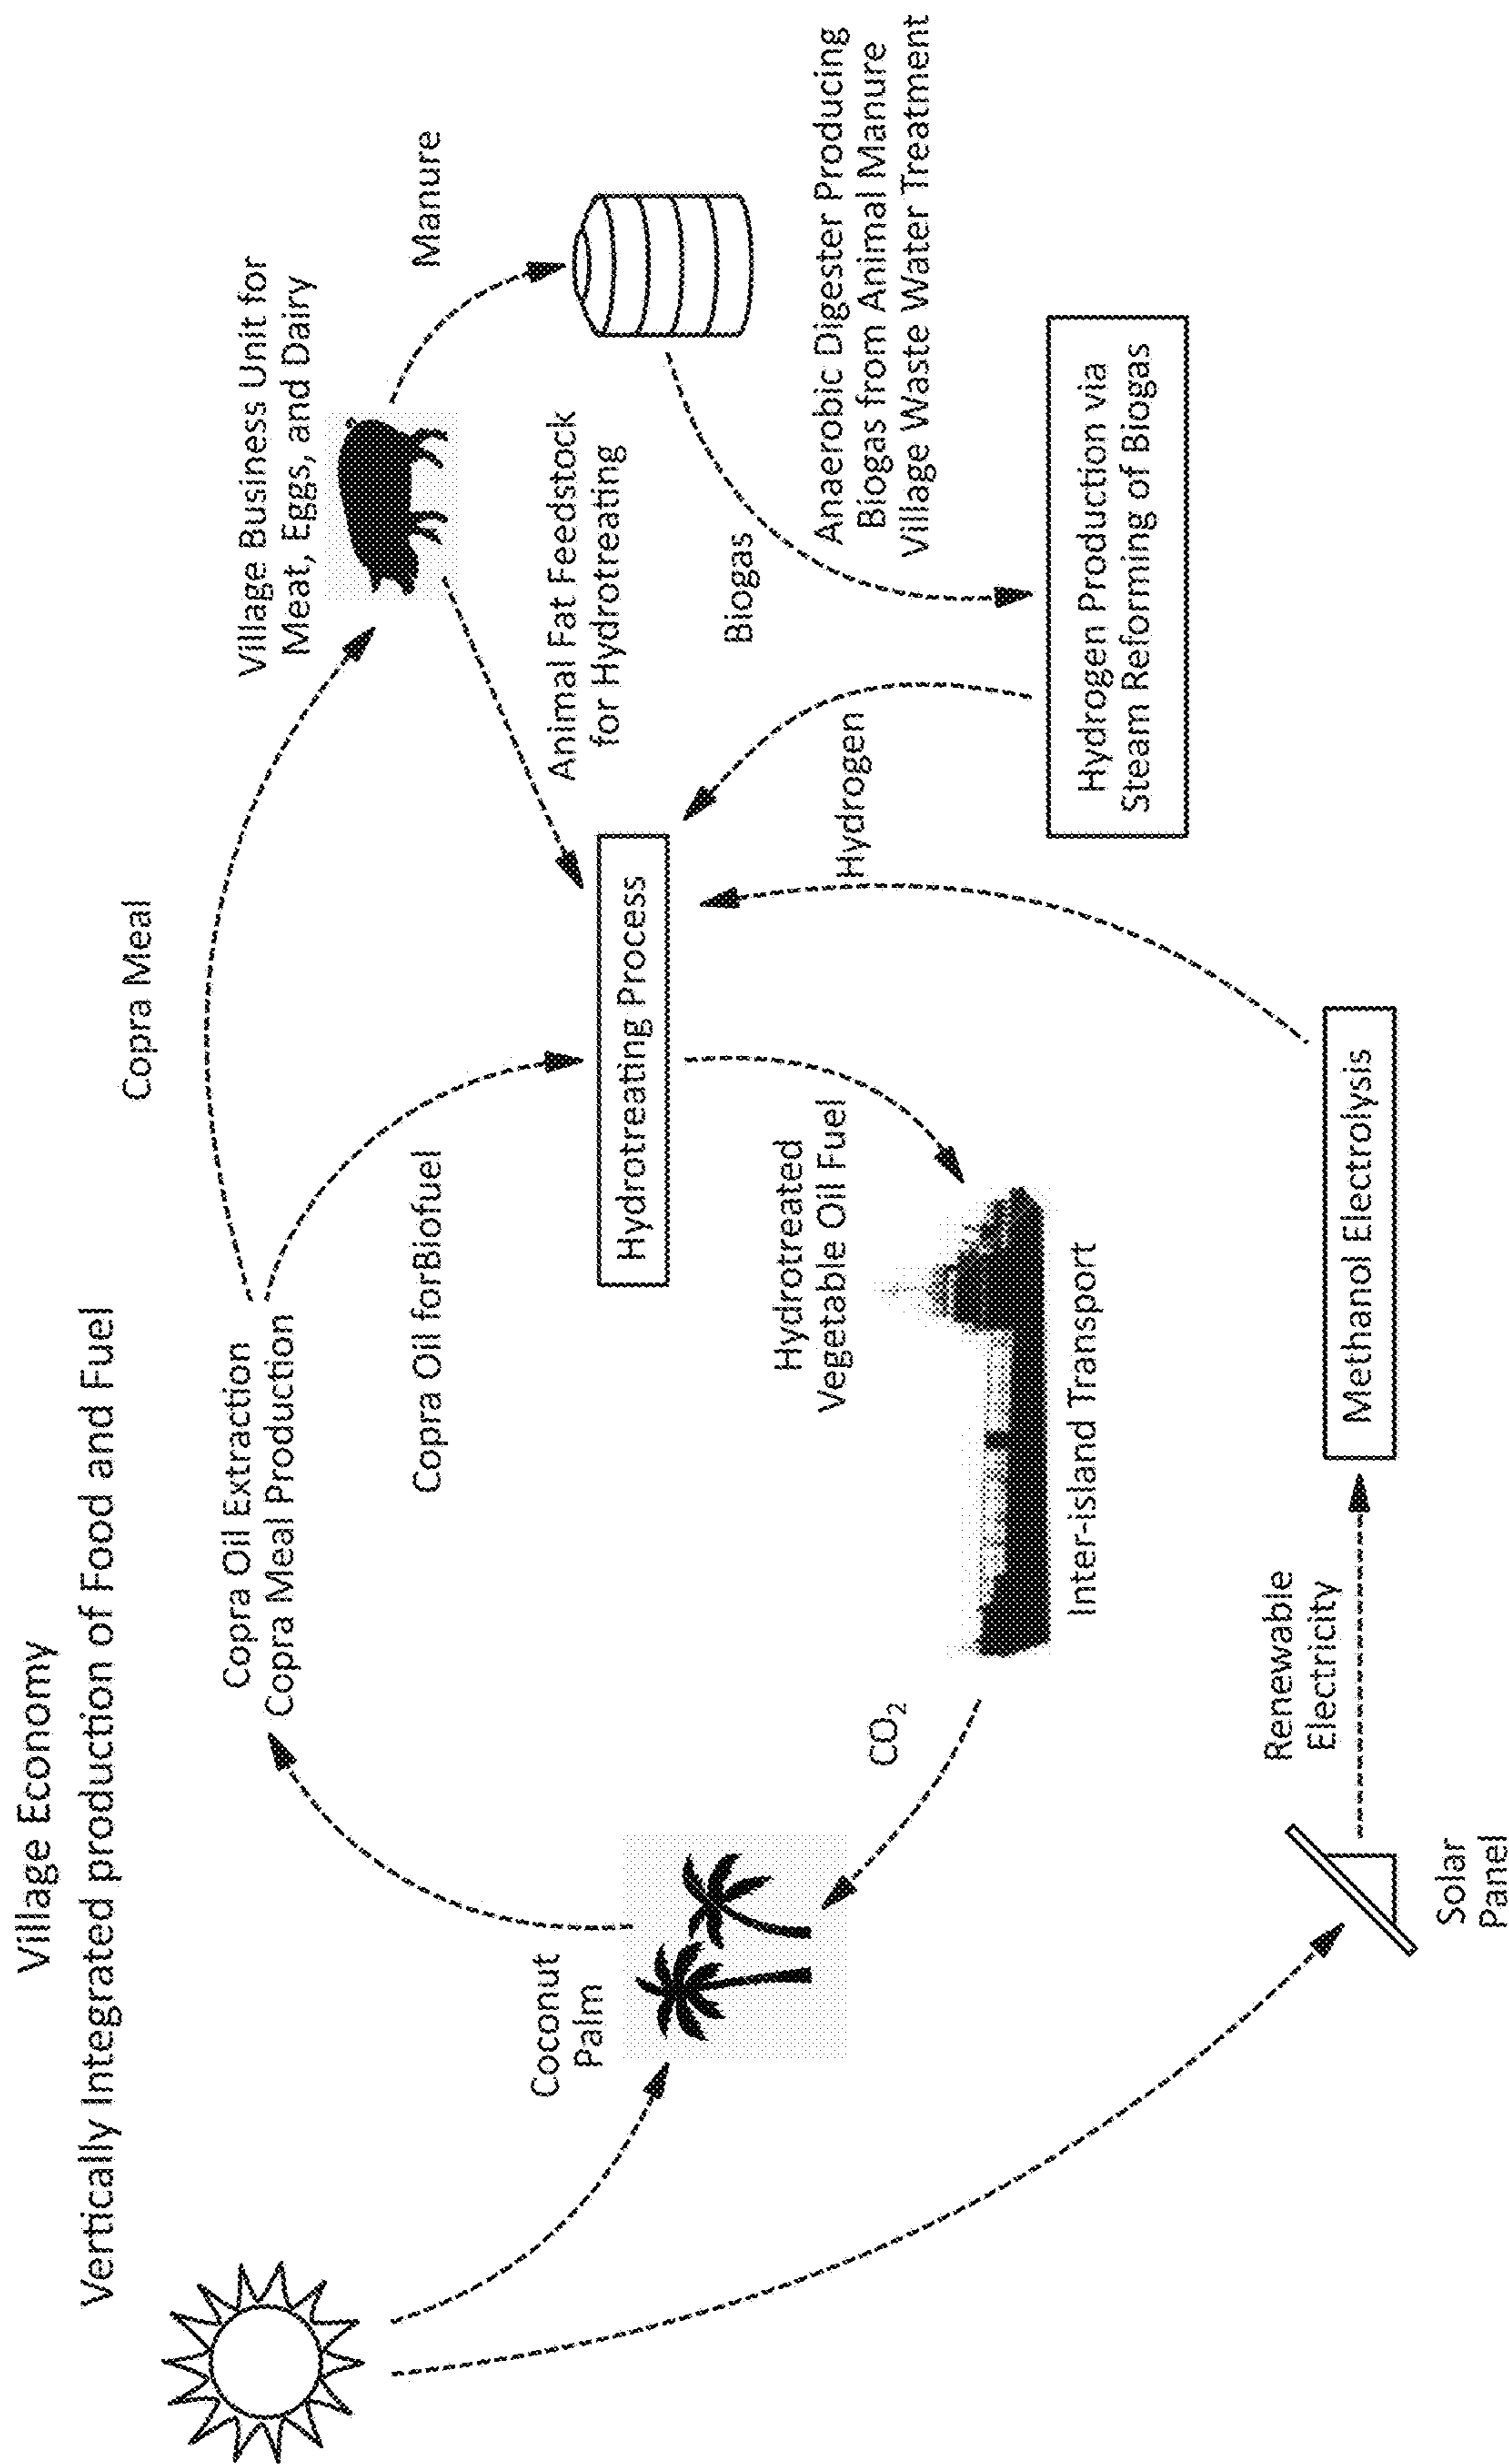 Village Economy
Vertically Integrated production of Food and Fuel
Copra Meal
Copra Oil Extraction
Copra Meal Production
Village Business Unit for
Meat, Eggs, and Dairy
Manure
Copra Oil forBiofuel
Animal Fat Feedstock
for Hydrotreating
Coconut
Palm
Hydrotreating Process
Biogas
Anaerobic Digester Producing
Biogas from Animal Manure
Village Waste Water Treatment
Hydrotreated
Vegetable Oil Fuel
Hydrogen
CO₂
Inter-island Transport
Hydrogen Production via
Steam Reforming of Biogas
Renewable
Electricity
Methanol Electrolysis
Solar
Panel